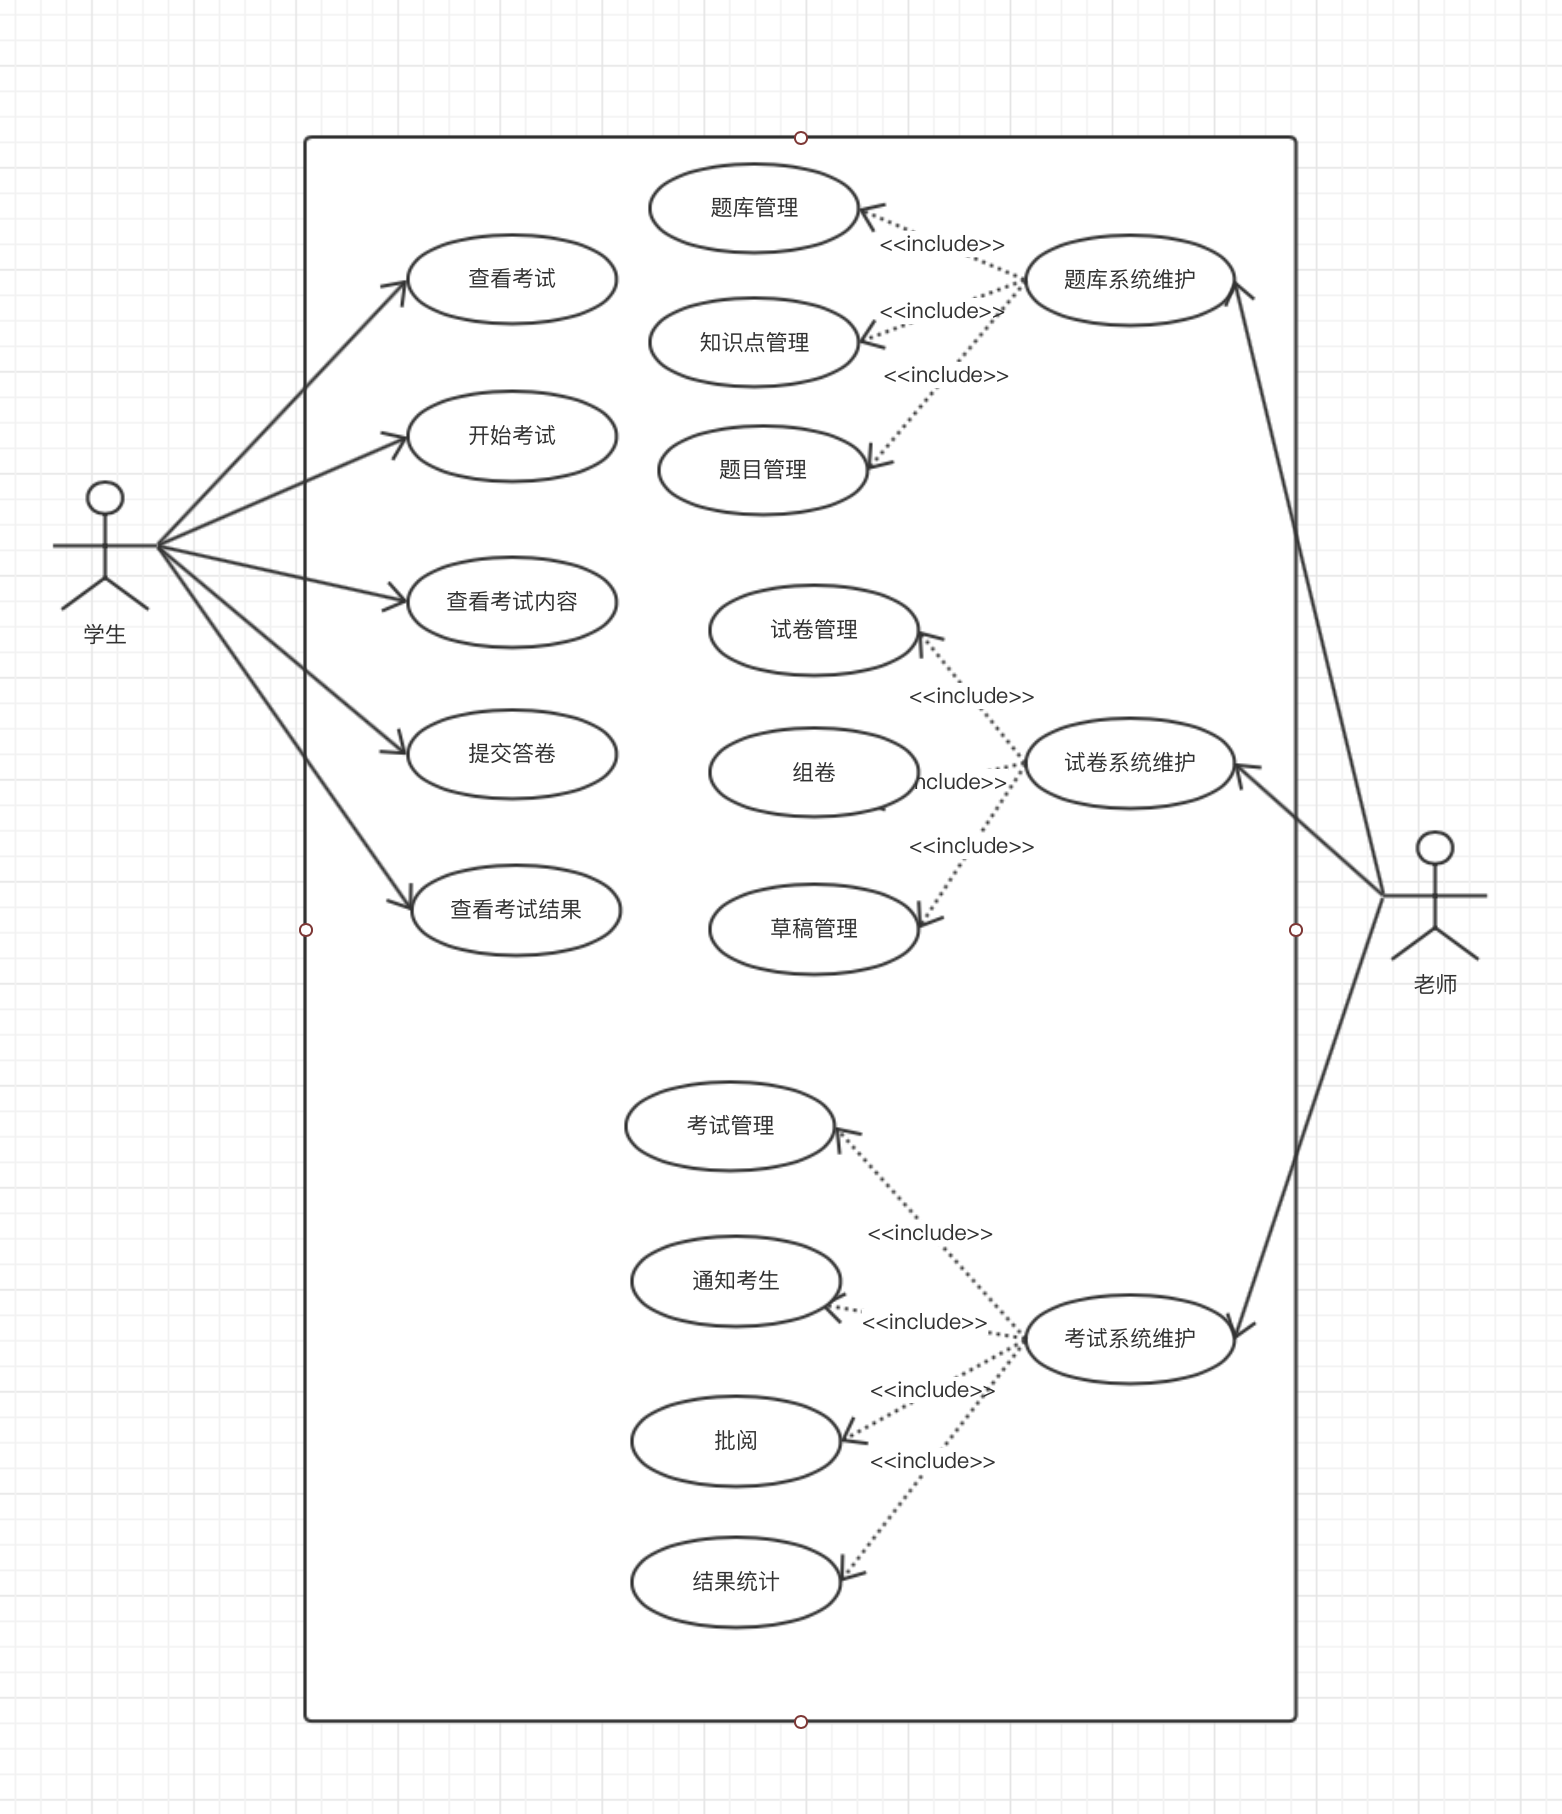 题库管理
<<include>>
查看考试
题库系统维护
<<include>>
知识点管理
<<include>>
开始考试
题目管理
查看考试内容
学生
试卷管理
<<include>>
提交答卷
试卷系统维护
组卷
nclude>>
<<include>>
查看考试结果
草稿管理
老师
考试管理
<<include>>
通知考生
<<include>>
考试系统维护
<<include>>
批阅
<<include>>
结果统计